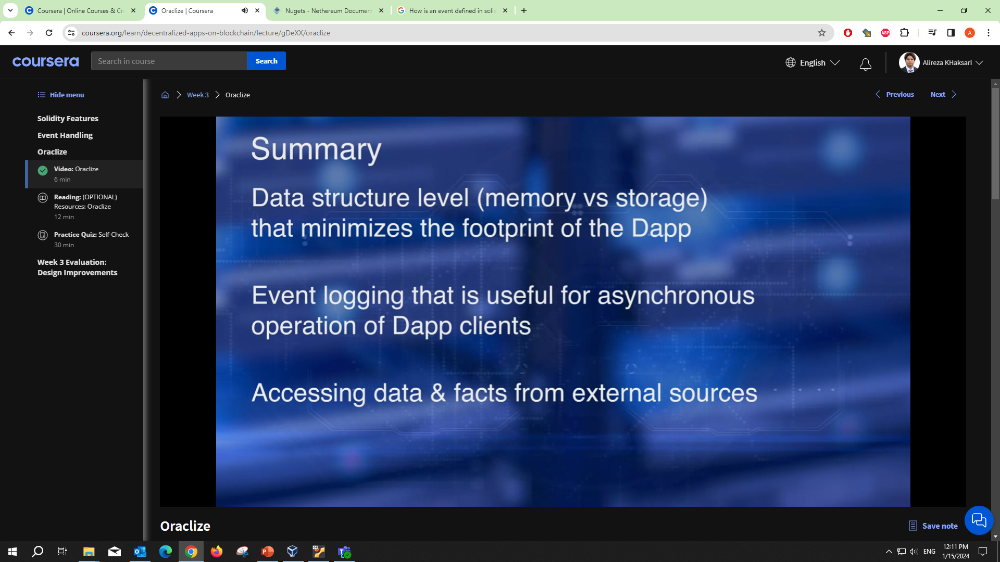 Coursera | Online Courses & Cr
Oraclize | Coursera
Nugets - Nethereum Document
How is an event defined in soli
coursera.org/learn/decentralized-apps-on-blockchain/lecture/gDeXX/oraclize
ABP
A
coursera
Search in course
Search
English
Alireza KHaksari
Hide menu
Week 3
Oraclize
Previous
Next
Solidity Features
Event Handling
Oraclize
Video: Oraclize
6 min
Reading: (OPTIONAL)
Resources: Oraclize
12 min
Practice Quiz: Self-Check
30 min
Week 3 Evaluation:
Design Improvements
Summary
Data structure level (memory vs storage)
that minimizes the footprint of the Dapp
Event logging that is useful for asynchronous
operation of Dapp clients
Accessing data & facts from external sources
Oraclize
Save note
ENG
12:11 PM
1/15/2024